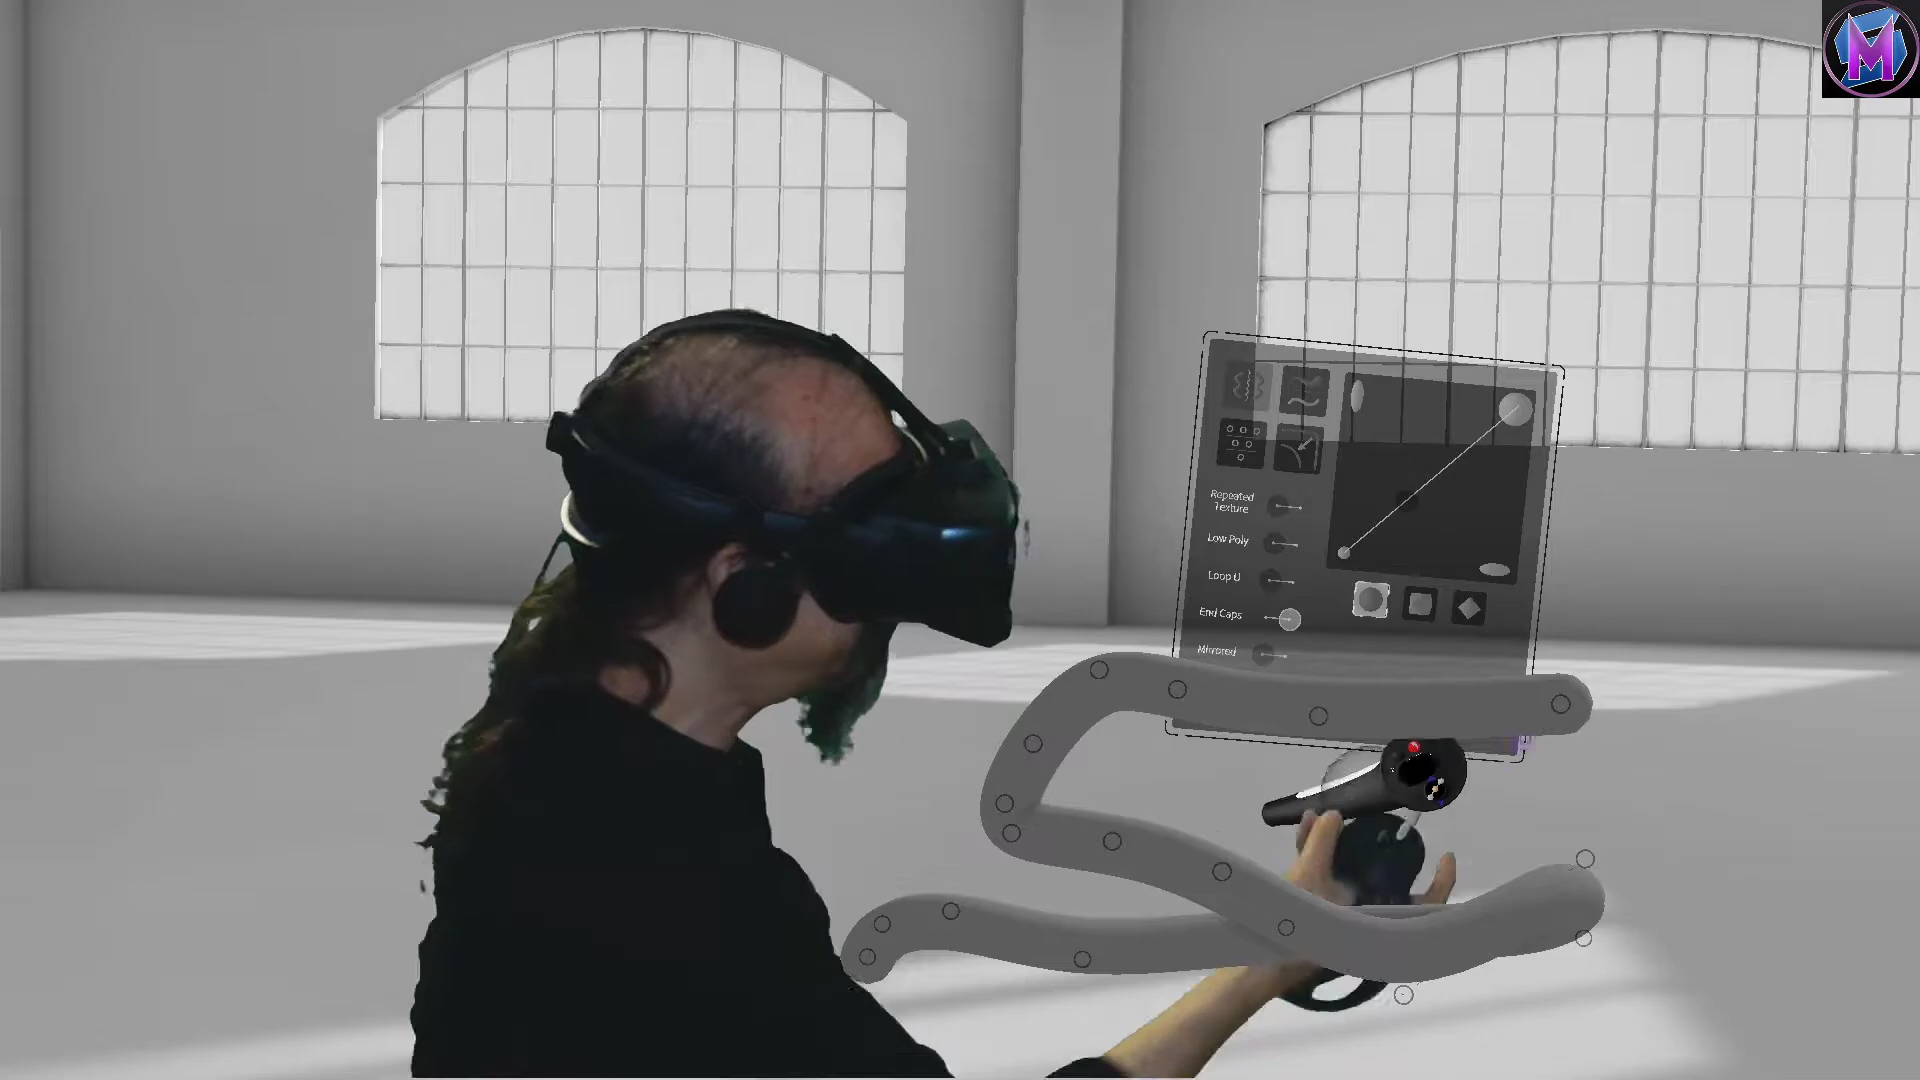 M
Repeated
Texture
Low Poly
Loop U
End Caps
Mirrored